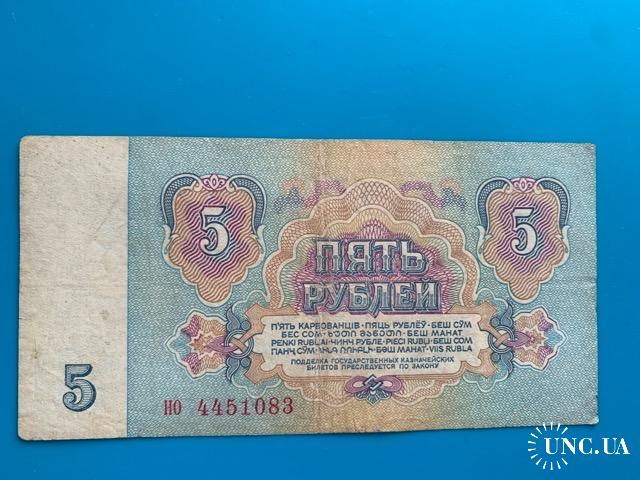 5
5
ПЯТЬ
РУБЛЕЙ
П'ЯТЬ КАРБОВАНЦІВ · ПЯЦЬ РУБЛЁЎ · БЕШ СЎМ
БЕС СОМ · ხუთი მანეთი · БЕШ МАНАТ
PENKI RUBLIAI · ЧИНЧ РУБЛЕ · PIECI RUBĻI · БЕШ СОМ
ПАНҶ СӮМ · ՀԻՆԳ ՌՈՒԲԼԻ · БӘШ МАНАТ · VIIS RUBLA
ПОДДЕЛКА ГОСУДАРСТВЕННЫХ КАЗНАЧЕЙСКИХ
БИЛЕТОВ ПРЕСЛЕДУЕТСЯ ПО ЗАКОНУ
5
но 4451083
UNC.UA